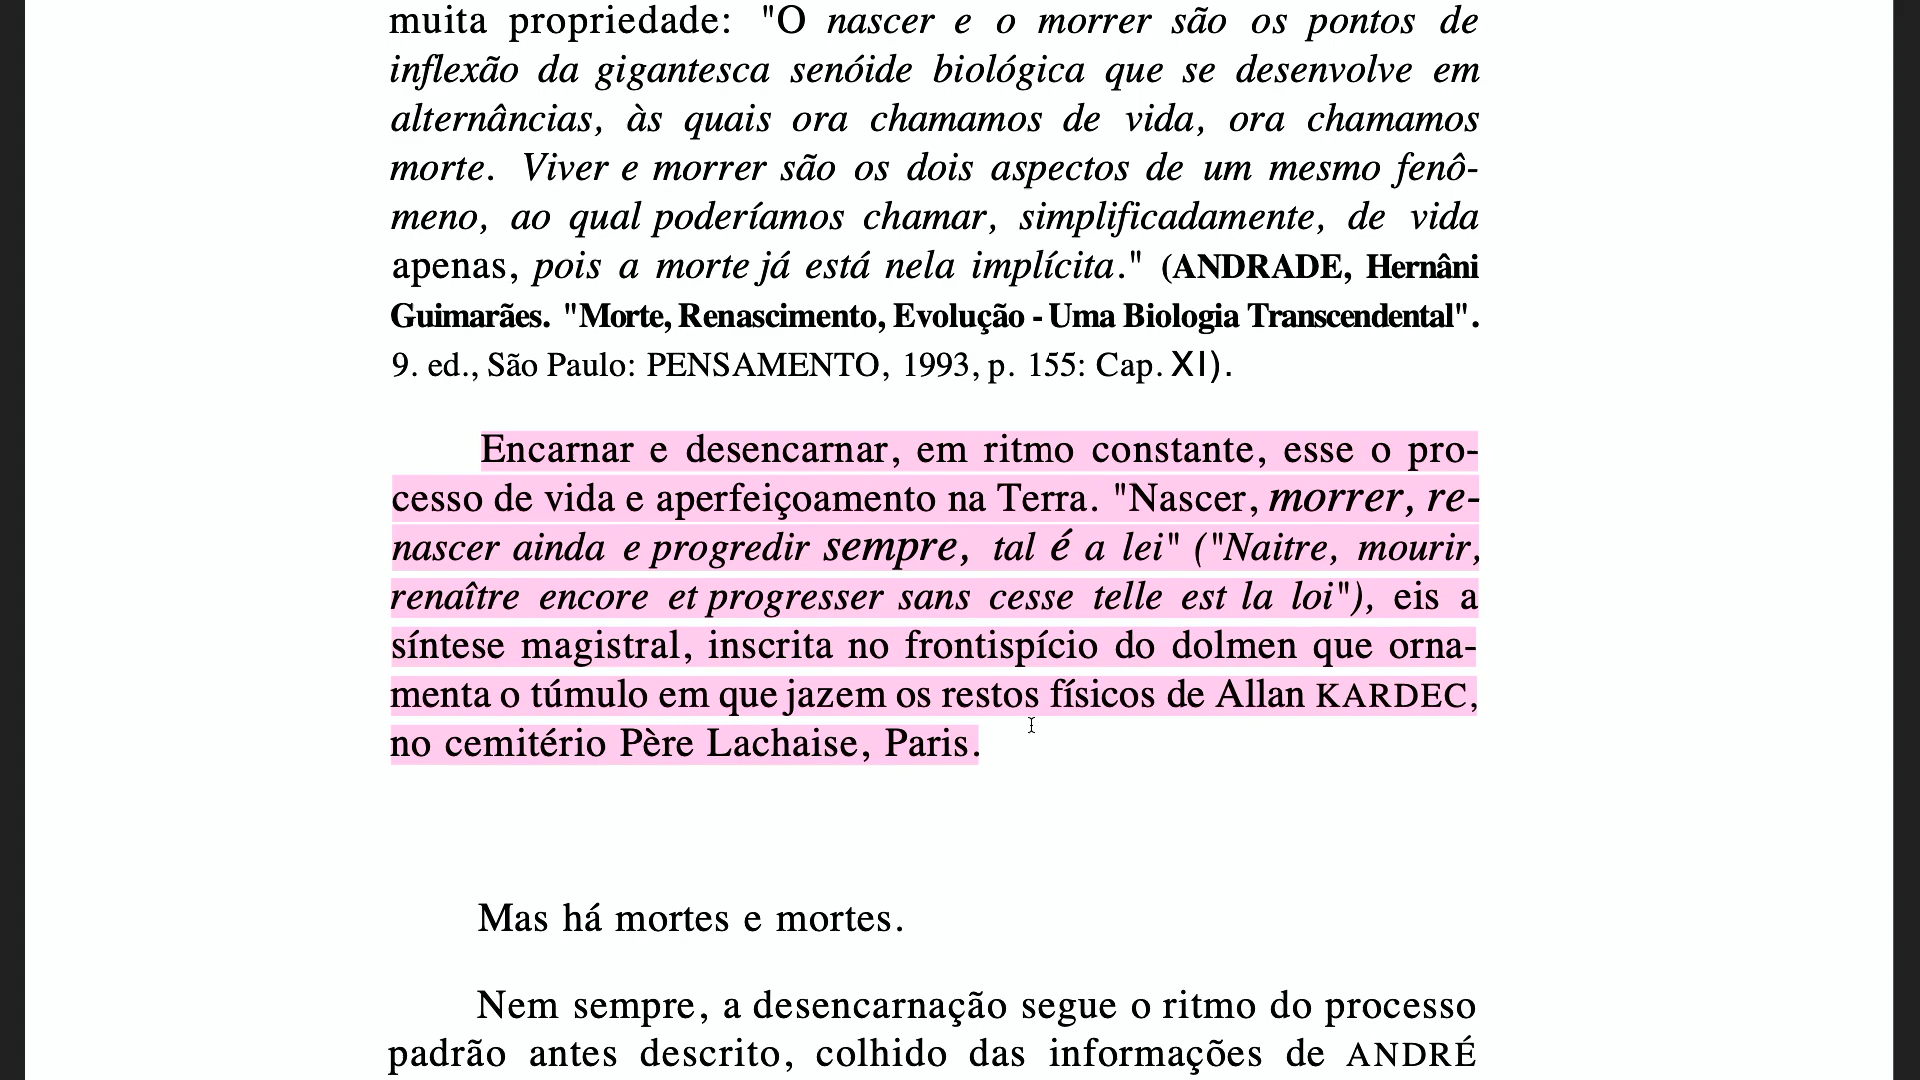 muita propriedade: "O nascer e o morrer são os pontos de
inflexão da gigantesca senóide biológica que se desenvolve em
alternâncias, às quais ora chamamos de vida, ora chamamos
morte. Viver e morrer são os dois aspectos de um mesmo fenô-
meno, ao qual poderíamos chamar, simplificadamente, de vida
apenas, pois a morte já está nela implícita." (ANDRADE, Hernâni
Guimarães. "Morte, Renascimento, Evolução - Uma Biologia Transcendental".
9. ed., São Paulo: PENSAMENTO, 1993, p. 155: Cap. XI).
Encarnar e desencarnar, em ritmo constante, esse o pro-
cesso de vida e aperfeiçoamento na Terra. "Nascer, morrer, re-
nascer ainda e progredir sempre, tal é a lei" ("Naitre, mourir,
renaître encore et progresser sans cesse telle est la loi"), eis a
síntese magistral, inscrita no frontispício do dolmen que orna-
menta o túmulo em que jazem os restos físicos de Allan KARDEC,
no cemitério Père Lachaise, Paris.
Mas há mortes e mortes.
Nem sempre, a desencarnação segue o ritmo do processo
padrão antes descrito, colhido das informações de ANDRÉ